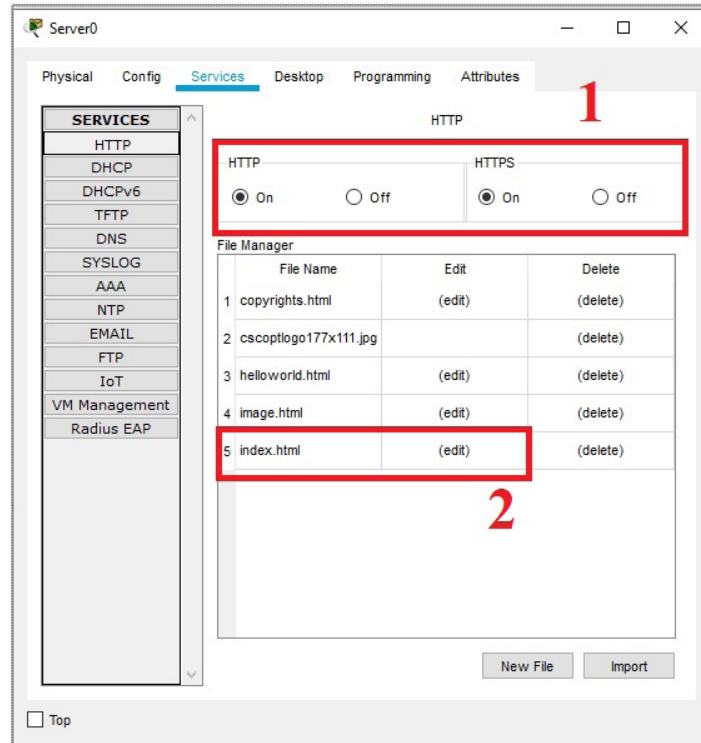 Server0
Physical Config Services Desktop Programming Attributes
1
SERVICES
HTTP
DHCP
DHCPv6
TFTP
DNS
SYSLOG
AAA
NTP
EMAIL
FTP
IoT
VM Management
Radius EAP
HTTP
HTTP HTTPS
On Off On Off
File Manager
File Name Edit Delete
1 copyrights.html (edit) (delete)
2 cscoptlogo177x111.jpg (delete)
3 helloworld.html (edit) (delete)
4 image.html (edit) (delete)
5 index.html (edit) (delete)
2
New File Import
Top